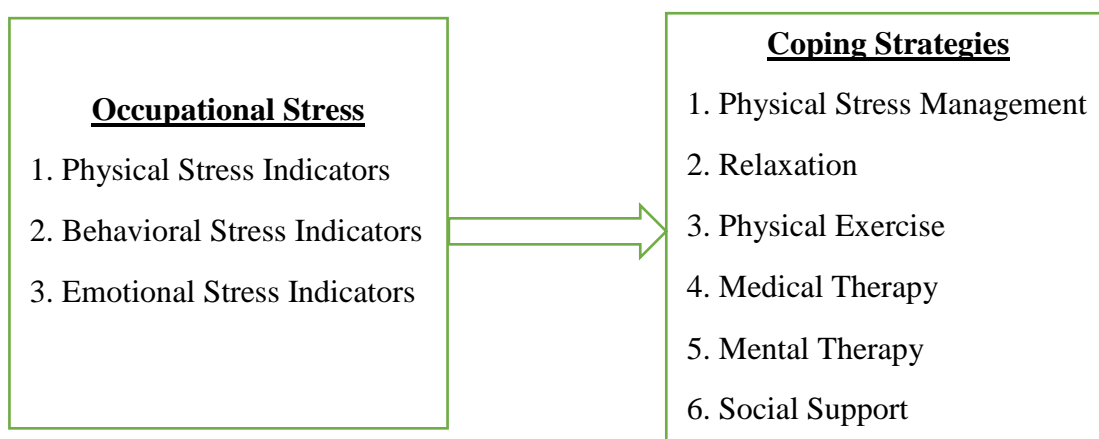 Occupational Stress
1. Physical Stress Indicators
2. Behavioral Stress Indicators
3. Emotional Stress Indicators
Coping Strategies
1. Physical Stress Management
2. Relaxation
3. Physical Exercise
4. Medical Therapy
5. Mental Therapy
6. Social Support